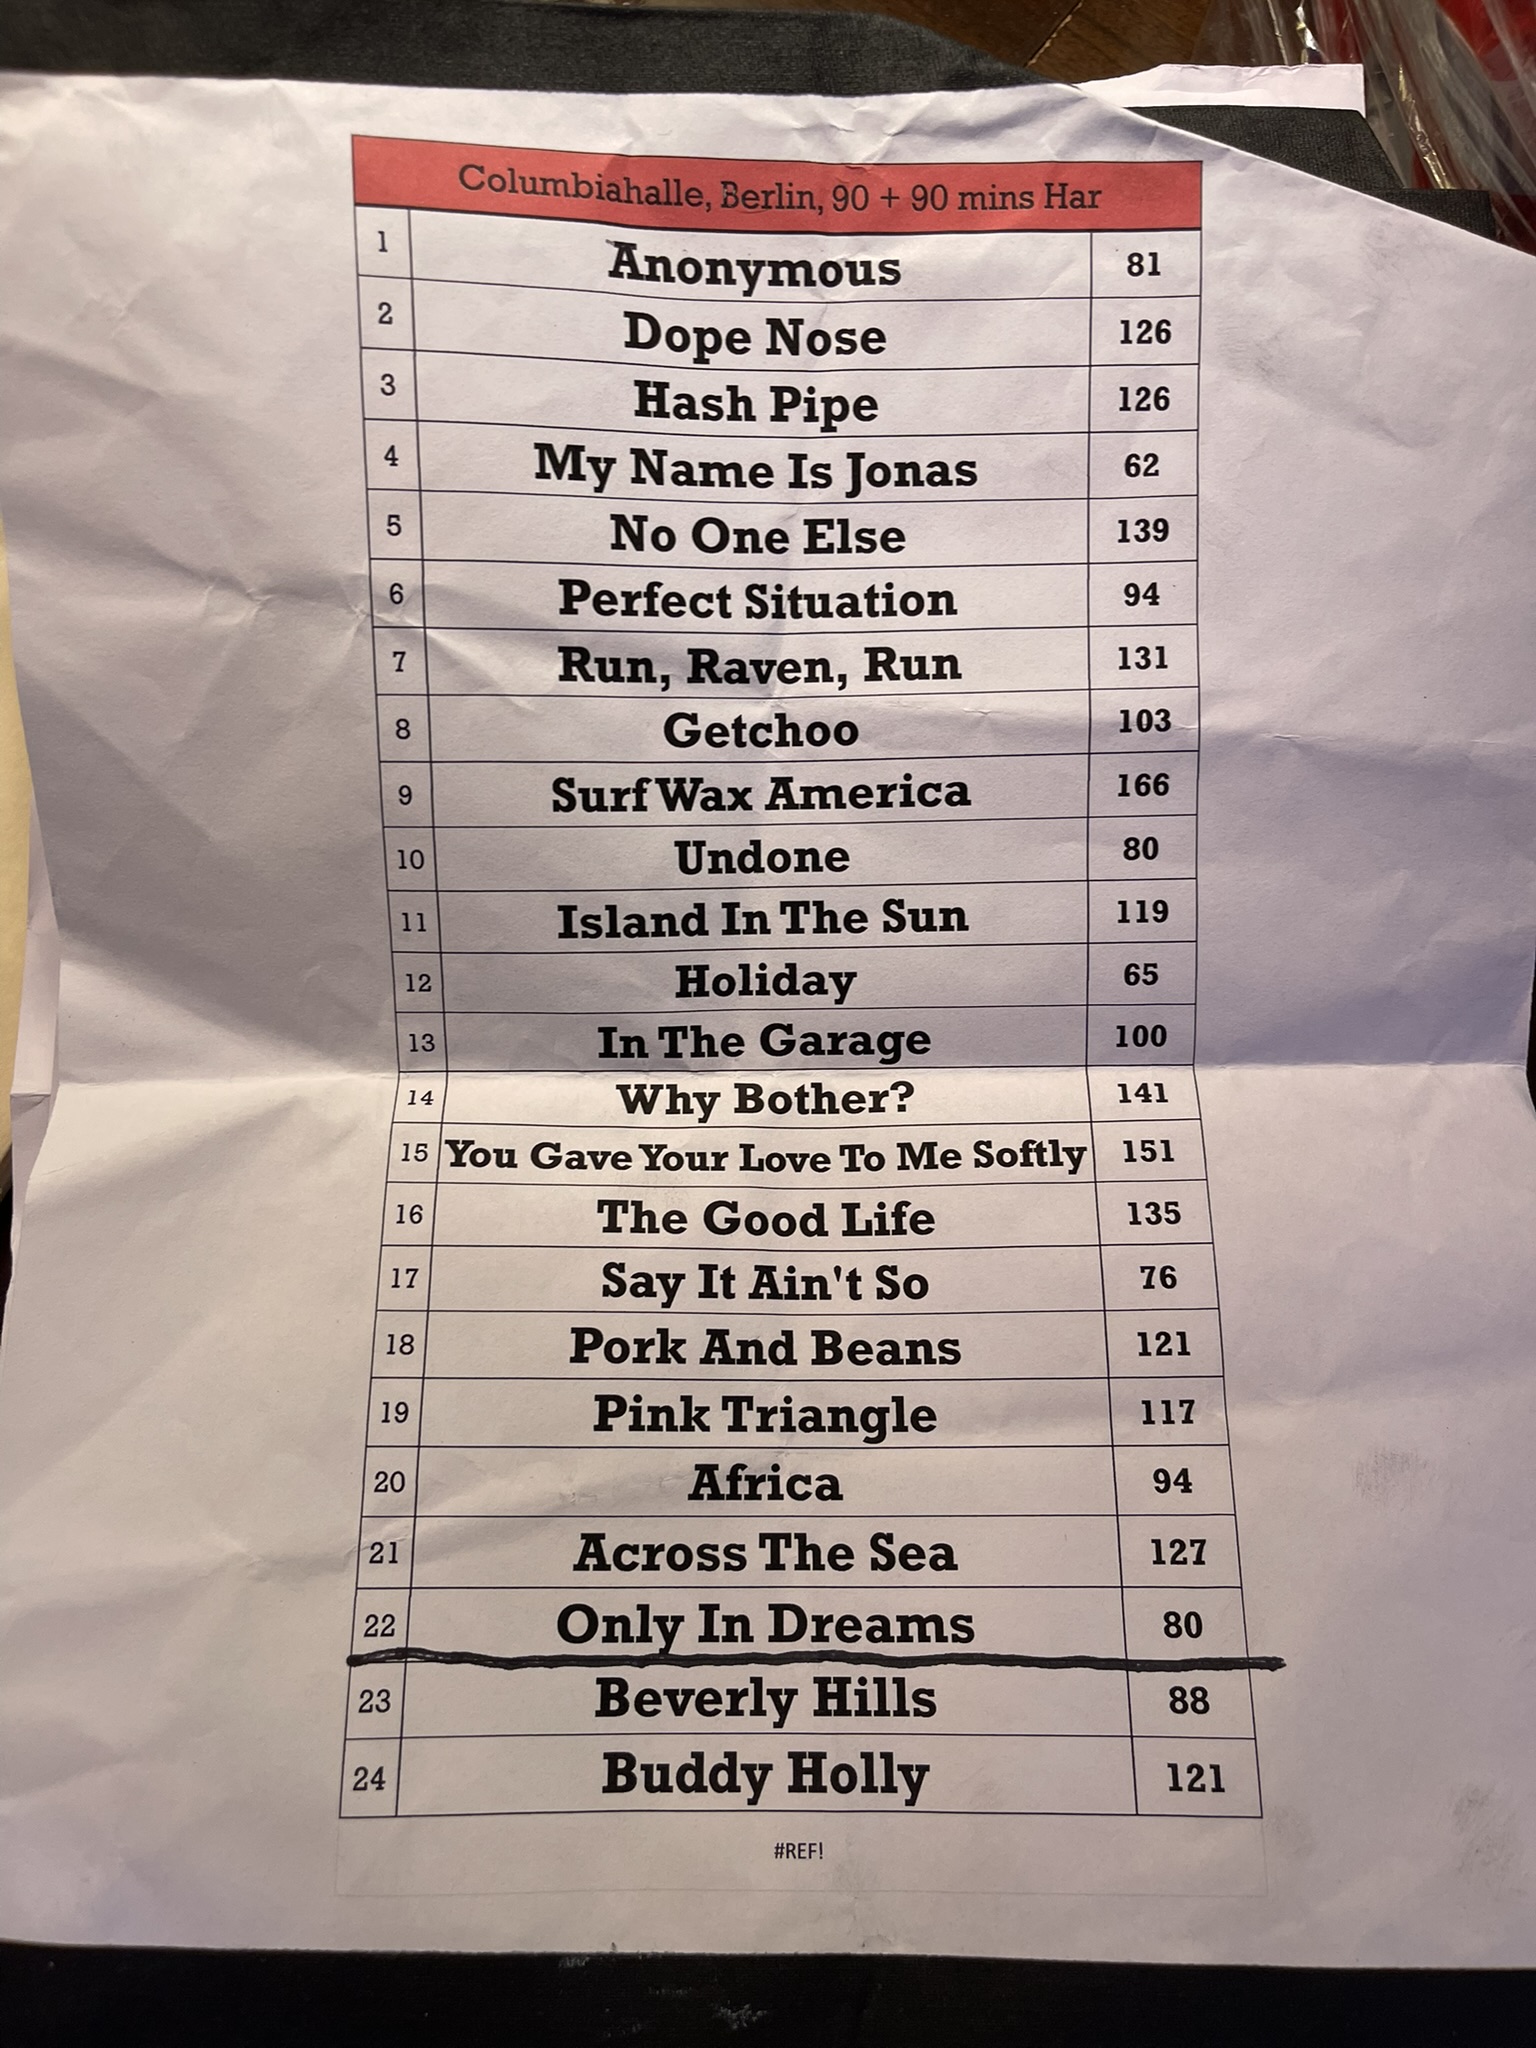 Columbiahalle, Berlin, 90 + 90 mins Har
1 Anonymous 81
2 Dope Nose 126
3 Hash Pipe 126
4 My Name Is Jonas 62
5 No One Else 139
6 Perfect Situation 94
7 Run, Raven, Run 131
8 Getchoo 103
9 Surf Wax America 166
10 Undone 80
11 Island In The Sun 119
12 Holiday 65
13 In The Garage 100
14 Why Bother? 141
15 You Gave Your Love To Me Softly 151
16 The Good Life 135
17 Say It Ain't So 76
18 Pork And Beans 121
19 Pink Triangle 117
20 Africa 94
21 Across The Sea 127
22 Only In Dreams 80
23 Beverly Hills 88
24 Buddy Holly 121
#REF!